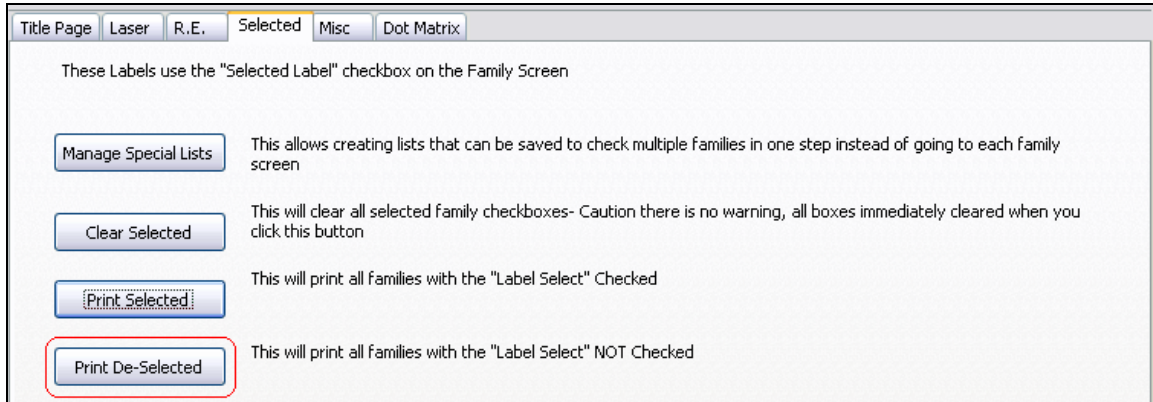 Title Page Laser R.E. Selected Misc Dot Matrix
These Labels use the "Selected Label" checkbox on the Family Screen
Manage Special Lists
This allows creating lists that can be saved to check multiple families in one step instead of going to each family
screen
Clear Selected
This will clear all selected family checkboxes- Caution there is no warning, all boxes immediately cleared when you
click this button
Print Selected
This will print all families with the "Label Select" Checked
Print De-Selected
This will print all families with the "Label Select" NOT Checked